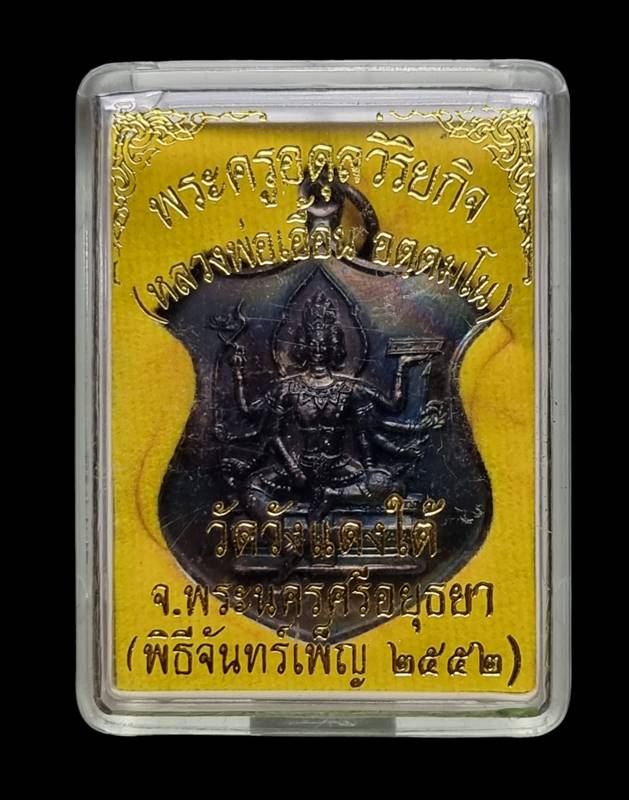 พระครูอดุลวิริยกิจ
(หลวงพ่อเอื้อน อตฺตมโน)
วัดวังแดงใต้
จ.พระนครศรีอยุธยา
(พิธีจันทร์เพ็ญ ๒๕๕๒)